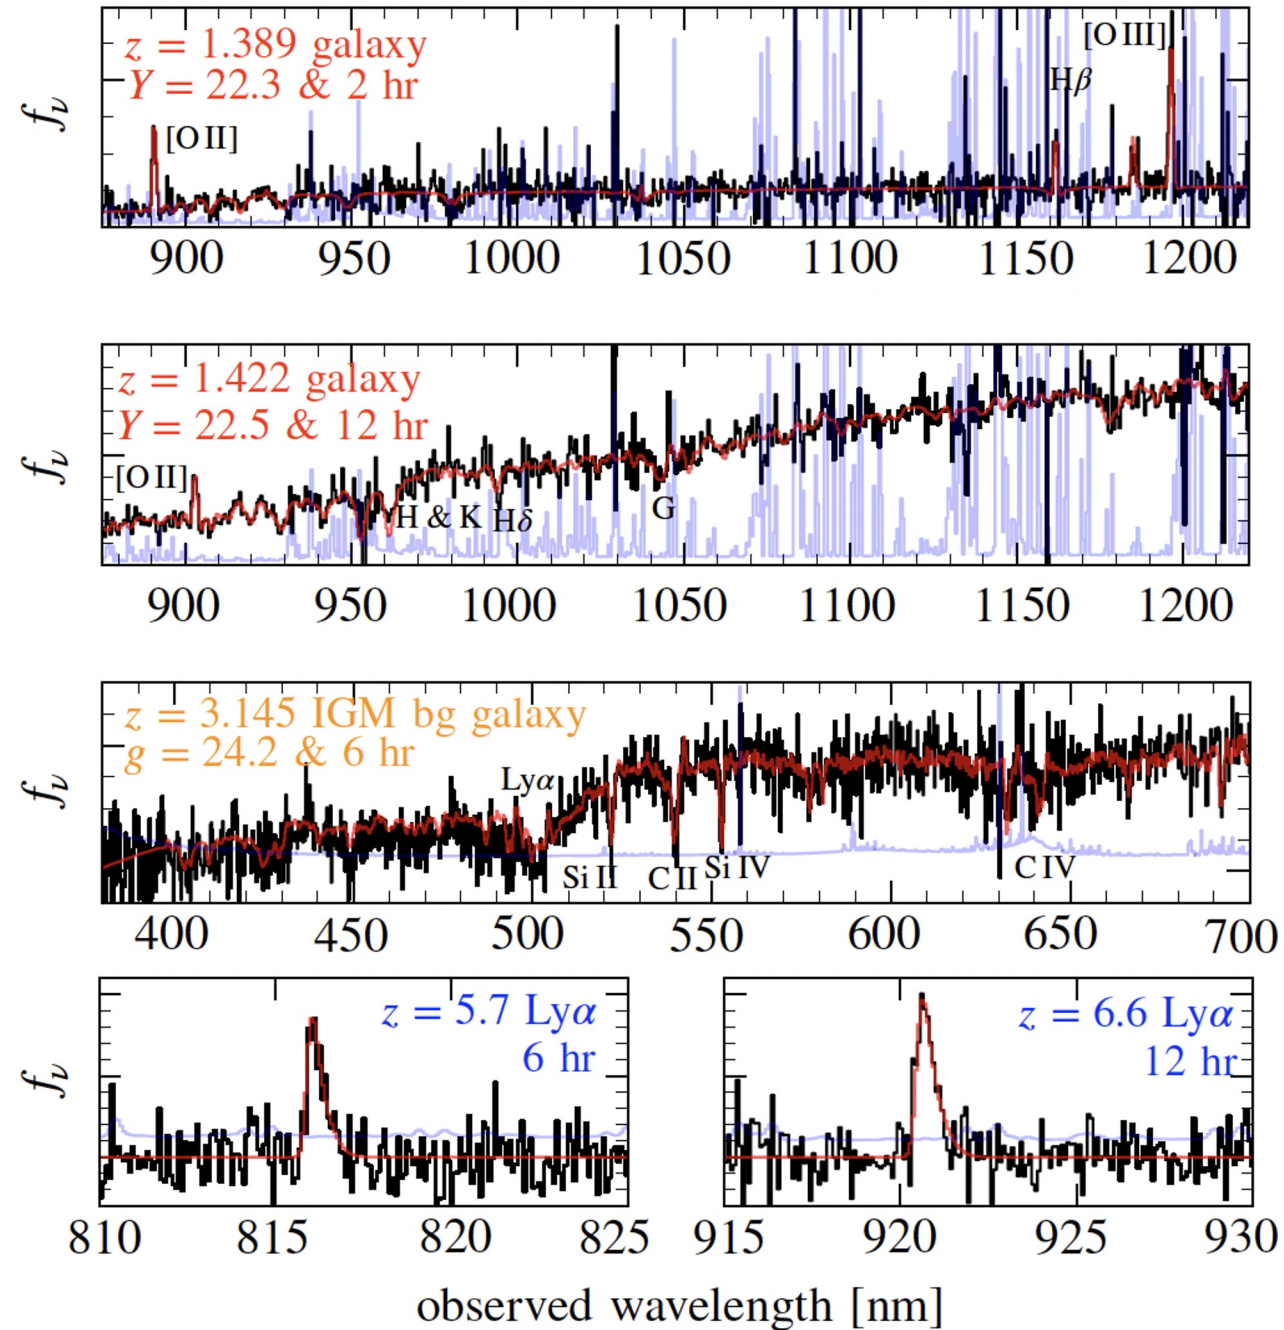 z = 1.389 galaxy
Y = 22.3 & 2 hr
[O II]
Hβ
[O III]
fν
900 950 1000 1050 1100 1150 1200
z = 1.422 galaxy
Y = 22.5 & 12 hr
[O II]
H & K
Hδ
G
fν
900 950 1000 1050 1100 1150 1200
z = 3.145 IGM bg galaxy
g = 24.2 & 6 hr
Lyα
Si II
C II
Si IV
C IV
fν
400 450 500 550 600 650 700
z = 5.7 Lyα
6 hr
fν
810 815 820 825
z = 6.6 Lyα
12 hr
915 920 925 930
observed wavelength [nm]